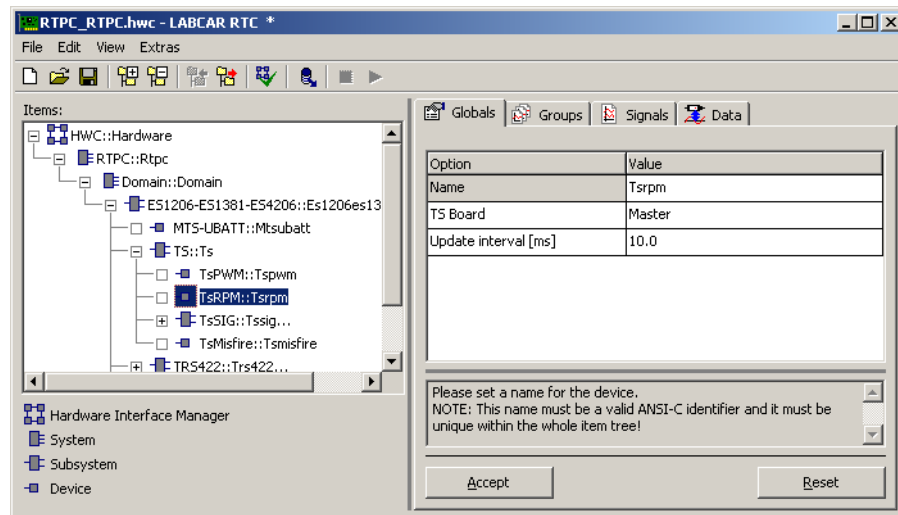 RTPC_RTPC.hwc - LABCAR RTC *
File Edit View Extras
Items:
HWC::Hardware
RTPC::Rtpc
Domain::Domain
ES1206-ES1381-ES4206::Es1206es13
MTS-UBATT::Mtsubatt
TS::Ts
TsPWM::Tspwm
TsRPM::Tsrpm
TsSIG::Tssig...
TsMisfire::Tsmisfire
TRS422::Trs422...
Hardware Interface Manager
System
Subsystem
Device
Globals Groups Signals Data
Option Value
Name Tsrpm
TS Board Master
Update interval [ms] 10.0
Please set a name for the device.
NOTE: This name must be a valid ANSI-C identifier and it must be
unique within the whole item tree!
Accept Reset